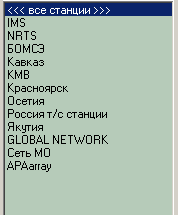 <<< все станции >>>
IMS
NRTS
БОМСЭ
Кавказ
КМВ
Красноярск
Осетия
Россия т/с станции
Якутия
GLOBAL NETWORK
Сеть МО
APAarray